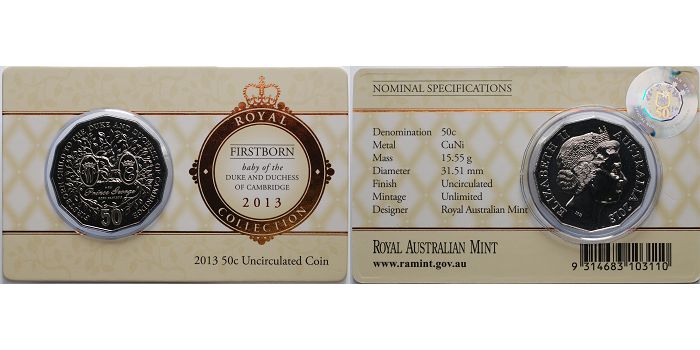 ROYAL
FIRSTBORN
baby of the
DUKE AND DUCHESS
OF CAMBRIDGE
2013
COLLECTION
50
2013 50c Uncirculated Coin
NOMINAL SPECIFICATIONS
Denomination 50c
Metal CuNi
Mass 15.55 g
Diameter 31.51 mm
Finish Uncirculated
Mintage Unlimited
Designer Royal Australian Mint
ELIZABETH II
AUSTRALIA 2013
ROYAL AUSTRALIAN MINT
www.ramint.gov.au
9 314683 103110